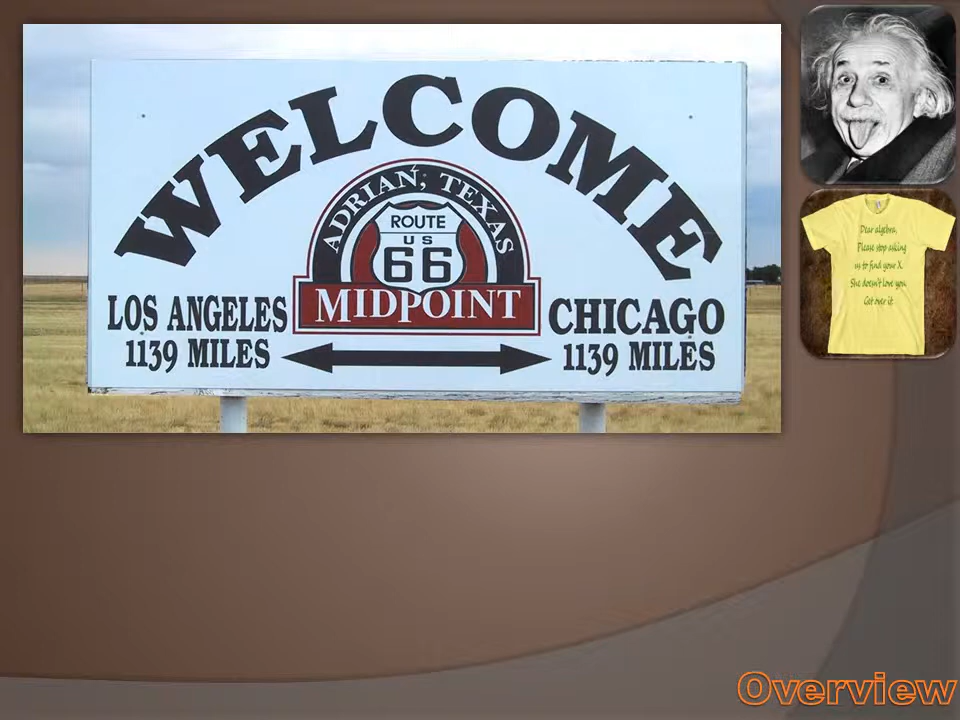 WELCOME
ADRIAN, TEXAS
ROUTE
US
66
MIDPOINT
LOS ANGELES
1139 MILES
CHICAGO
1139 MILES
Dear algebra,
Please stop asking
us to find your X.
She doesn't love you.
Get over it.
Overview